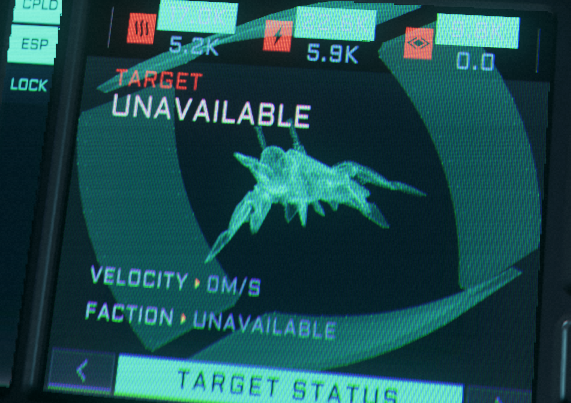 CPLD
ESP
LOCK
5.2K
5.9K
0.0
TARGET
UNAVAILABLE
VELOCITY ▸ 0M/S
FACTION ▸ UNAVAILABLE
<
TARGET STATUS